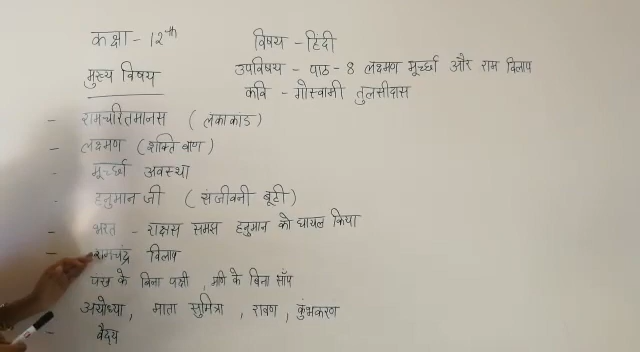 कक्षा - 12th विषय - हिंदी
मुख्य विषय उपविषय - पाठ - 8 लक्ष्मण मूर्च्छा और राम विलाप
कवि - गोस्वामी तुलसीदास
- रामचरितमानस (लंकाकांड)
- लक्ष्मण (शक्ति बाण)
- मूर्च्छा अवस्था
- हनुमान जी (संजीवनी बूटी)
- भरत - राक्षस समझ हनुमान को घायल किया
- रामचंद्र विलाप
पंख के बिना पक्षी, मणि के बिना साँप
अयोध्या, माता सुमित्रा, रावण, कुंभकरण
- वैद्य